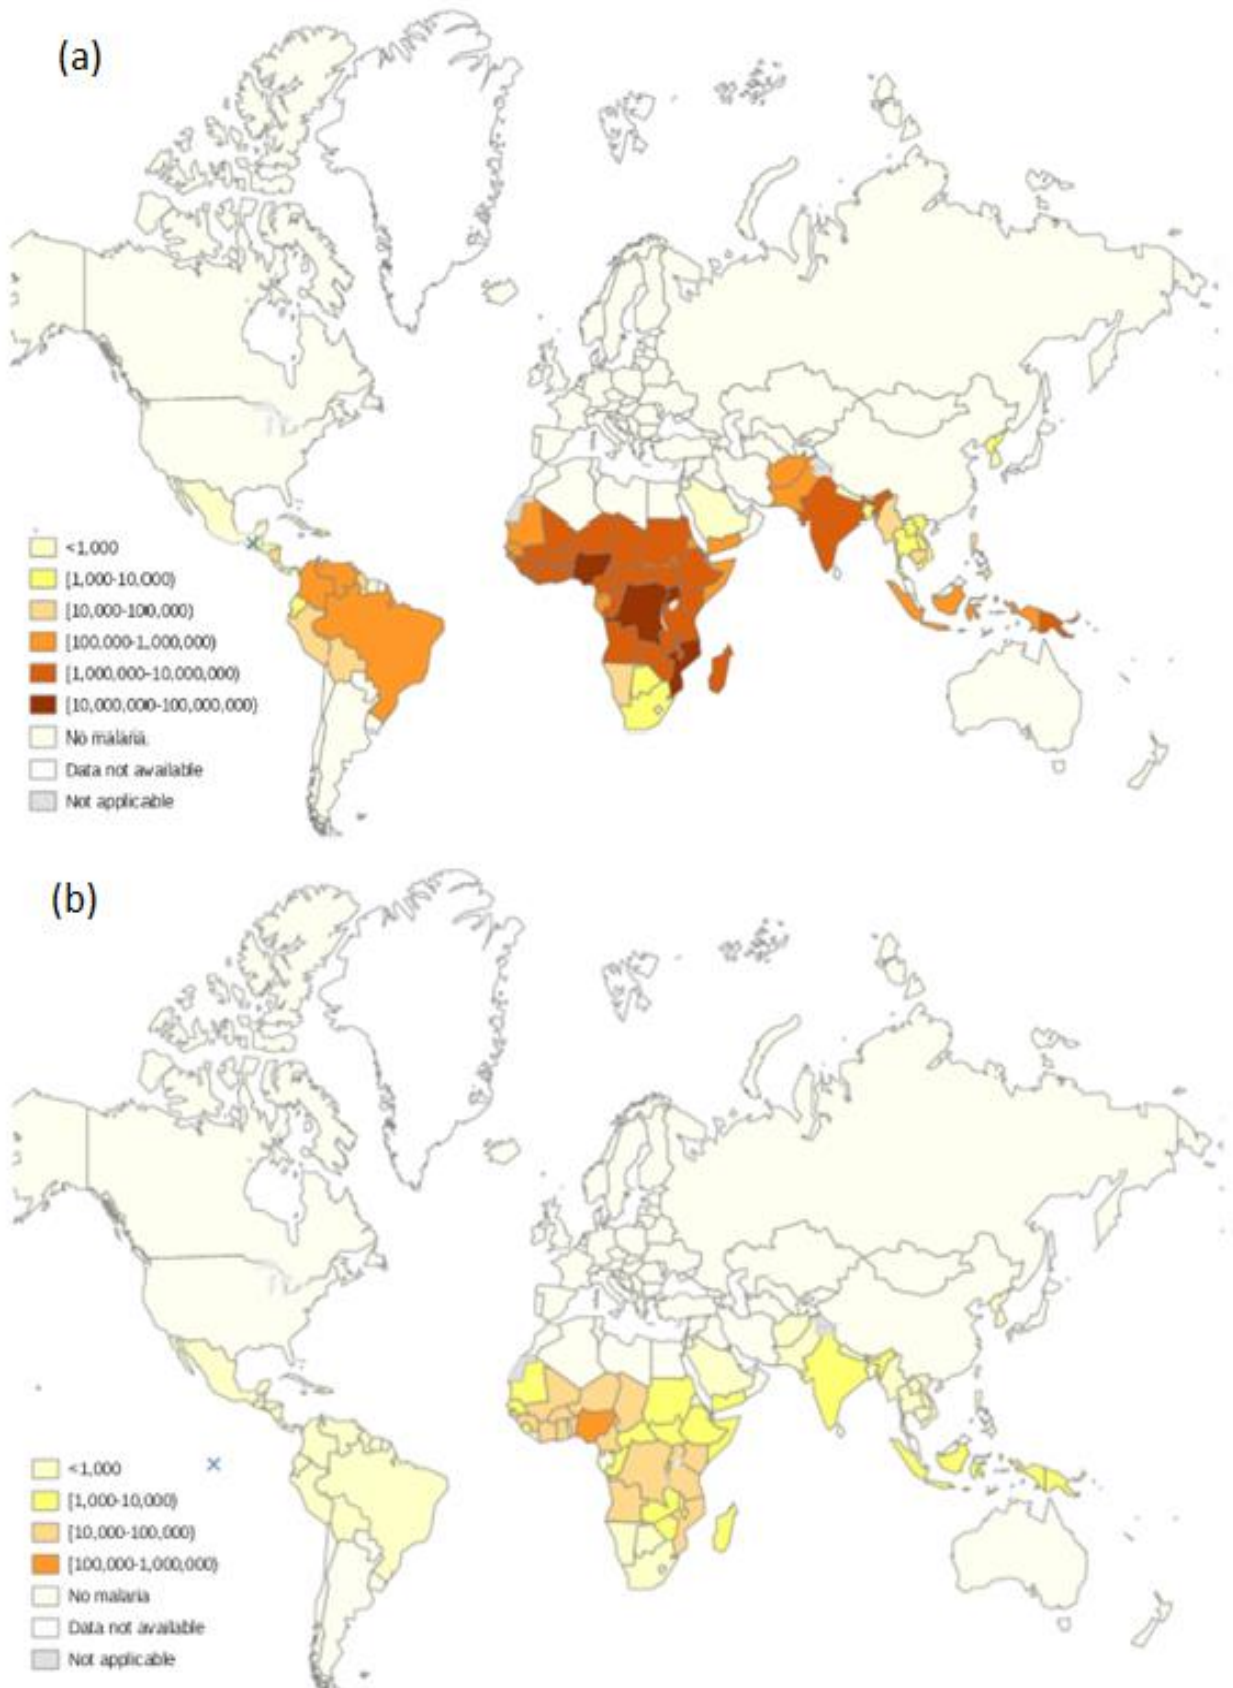 (a)
<1,000
[1,000-10,000)
[10,000-100,000)
[100,000-1,000,000)
[1,000,000-10,000,000)
[10,000,000-100,000,000)
No malaria
Data not available
Not applicable
(b)
<1,000
[1,000-10,000)
[10,000-100,000)
[100,000-1,000,000)
No malaria
Data not available
Not applicable